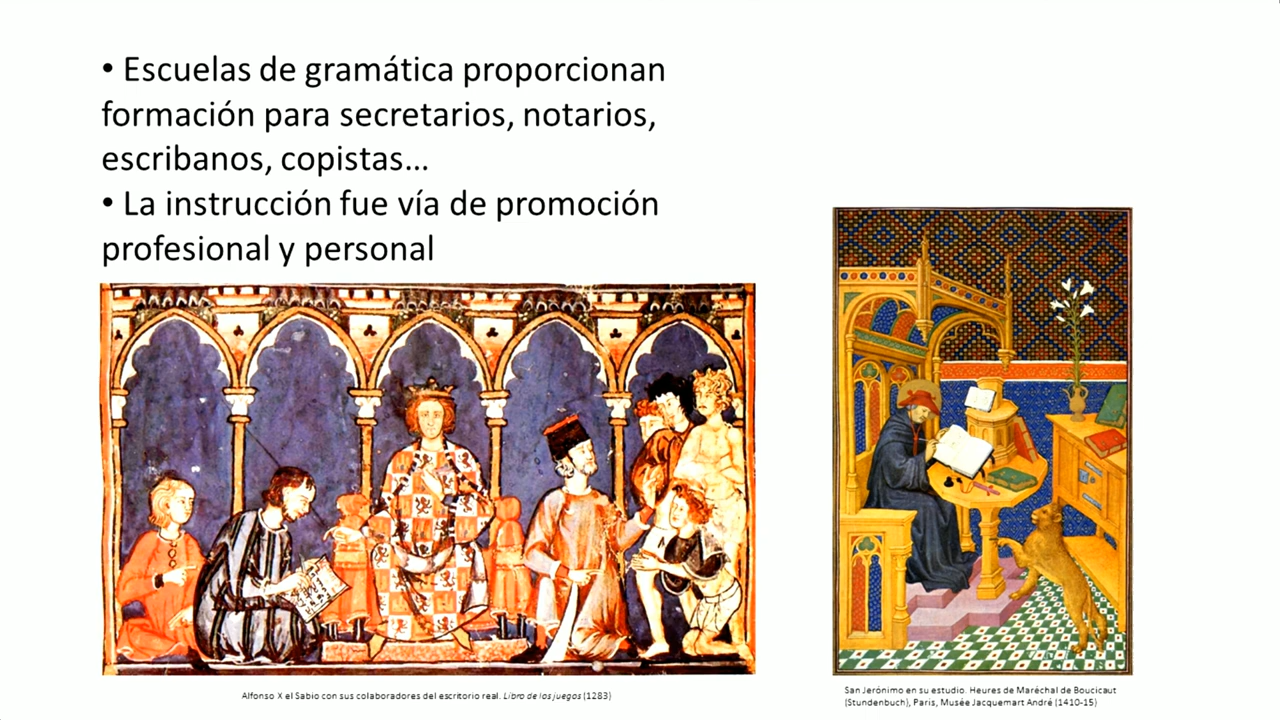 • Escuelas de gramática proporcionan
formación para secretarios, notarios,
escribanos, copistas...
• La instrucción fue vía de promoción
profesional y personal
Alfonso X el Sabio con sus colaboradores del escritorio real. Libro de los juegos (1283)
San Jerónimo en su estudio. Heures de Maréchal de Boucicaut
(Stundenbuch), Paris, Musée Jacquemart André (1410-15)